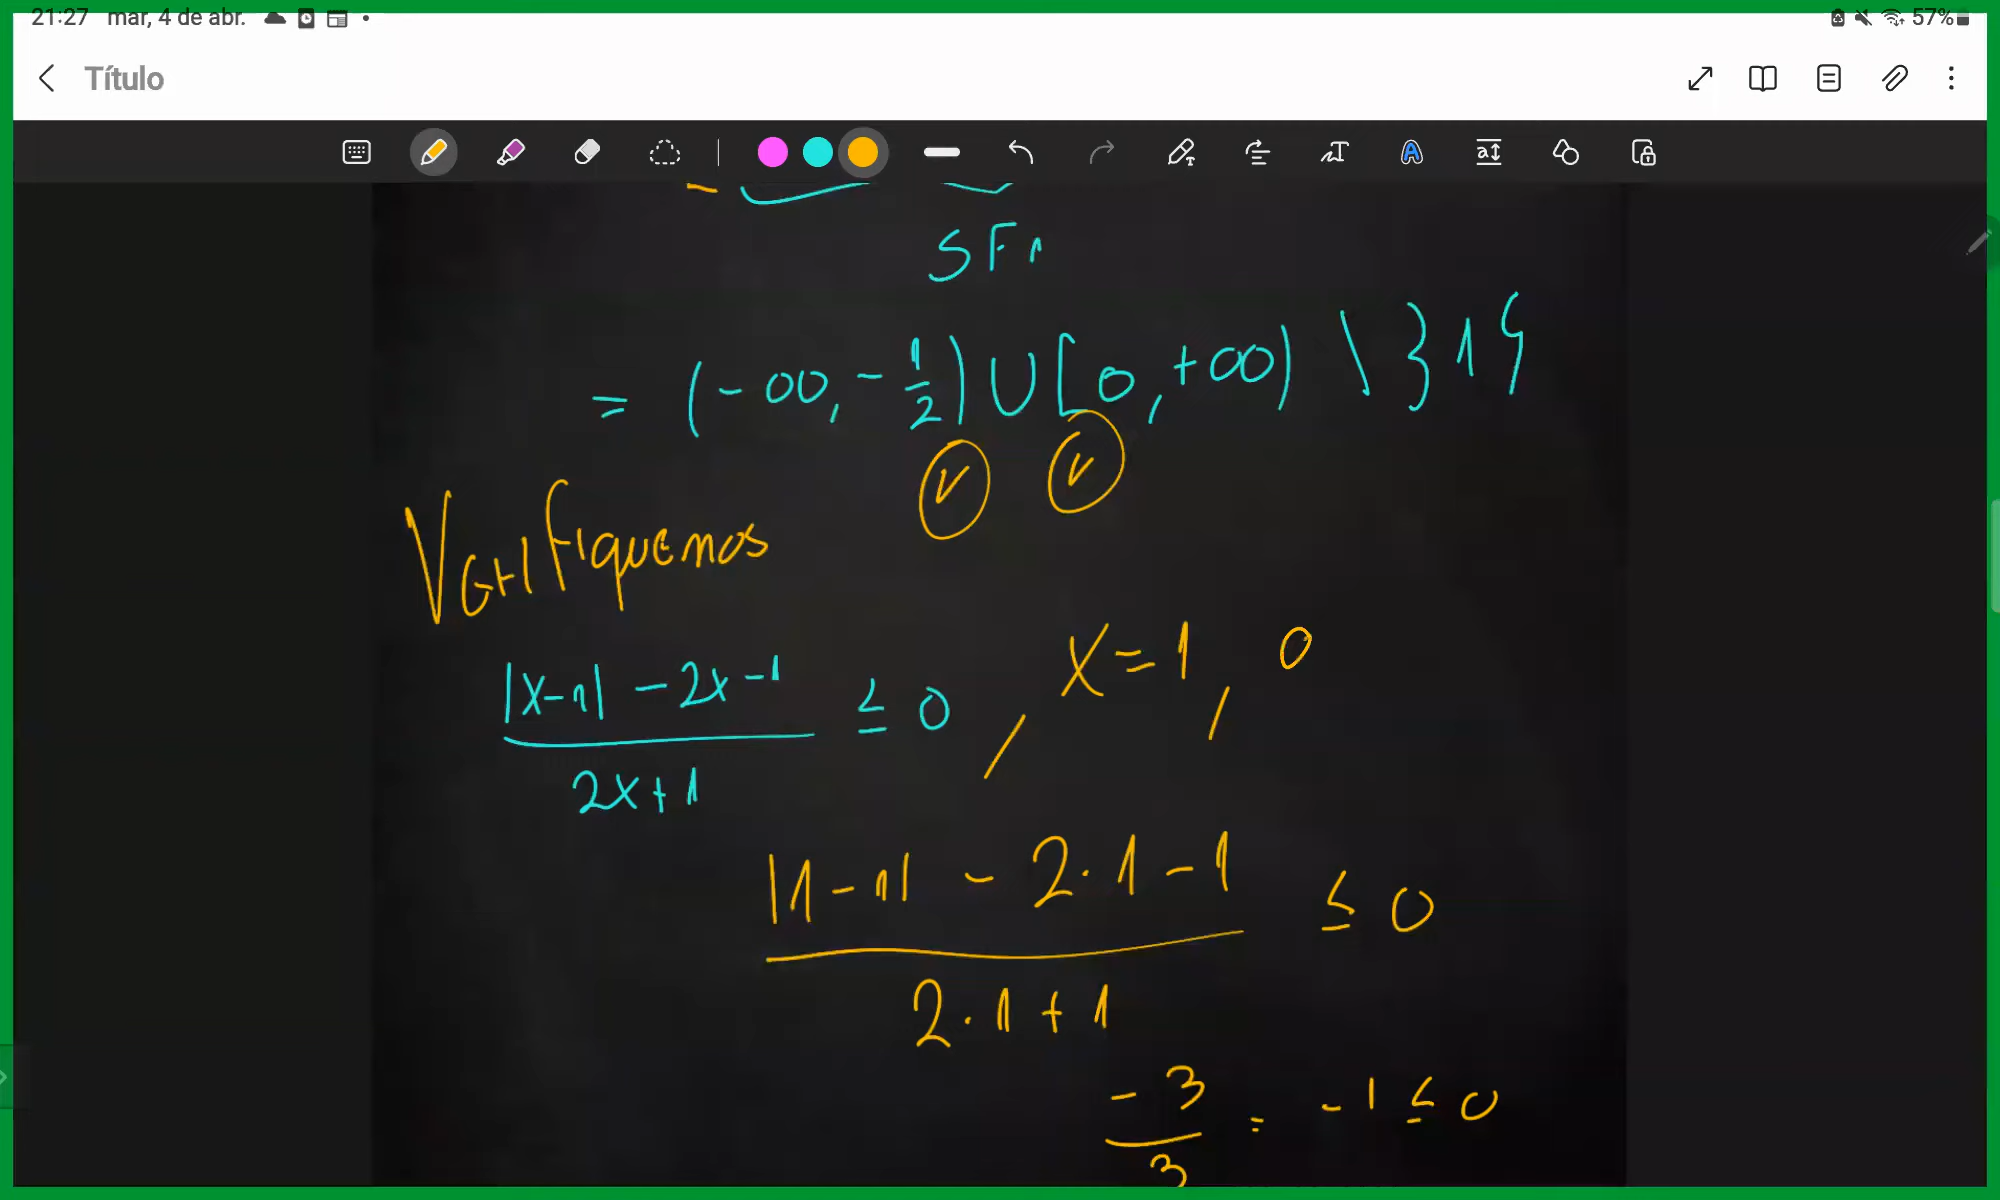 21:27 mar, 4 de abr. 57%
Título
SF1
= (-∞, -1/2) ∪ [0, +∞) \ {1}
Verifiquemos
|x-1| - 2x - 1 / 2x + 1 ≤ 0, x = 1, 0
|1-1| - 2·1 - 1 / 2·1 + 1 ≤ 0
-3 / 3 = -1 ≤ 0